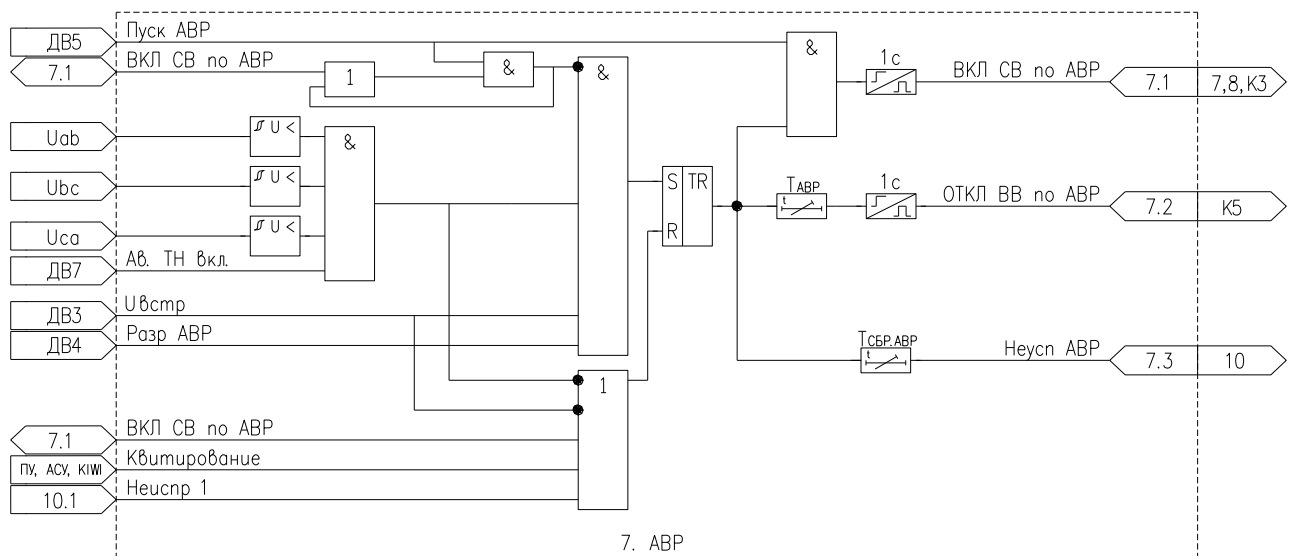 ДВ5 Пуск АВР
7.1 ВКЛ СВ по АВР
1
&
&
&
1с
ВКЛ СВ по АВР 7.1 7,8,К3
Uab U <
&
Ubc U <
S TR
R
TАВР
1с
ОТКЛ ВВ по АВР 7.2 К5
Uca U <
ДВ7 Ав. ТН вкл.
ДВ3 Uвстр
ДВ4 Разр АВР
t
TСБР.АВР
t
Неусп АВР 7.3 10
1
7.1 ВКЛ СВ по АВР
ПУ, АСУ, KIWI Квитирование
10.1 Неиспр 1
7. АВР